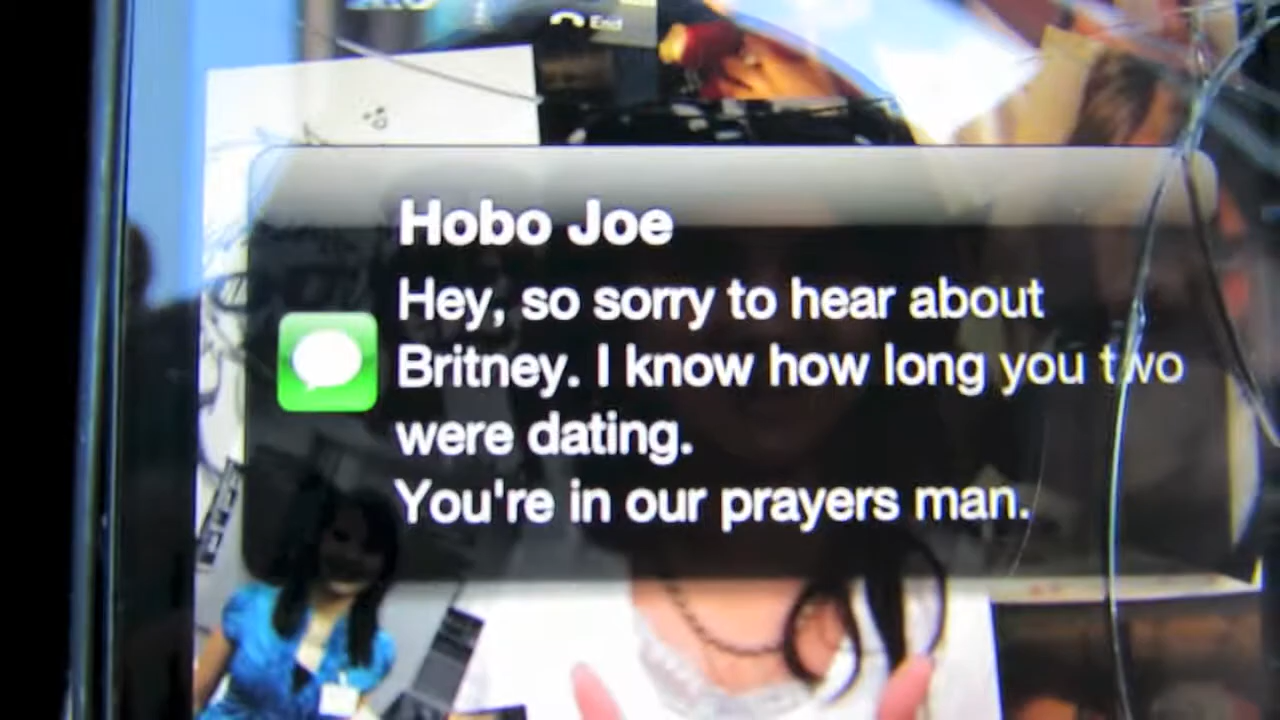 End
Hobo Joe
Hey, so sorry to hear about
Britney. I know how long you two
were dating.
You're in our prayers man.